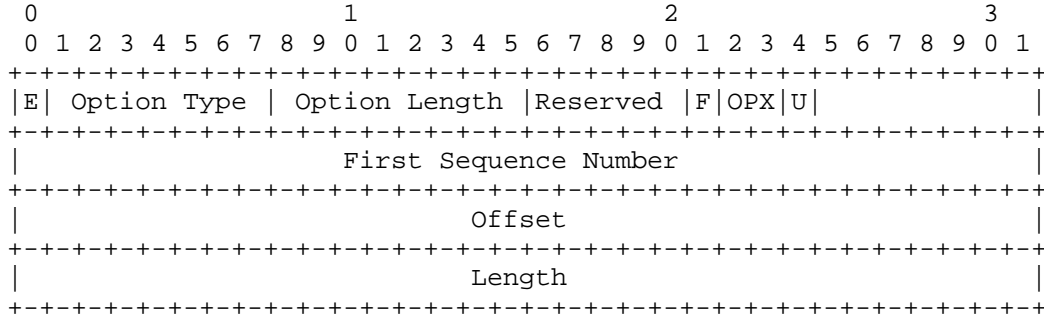 0                   1                   2                   3
 0 1 2 3 4 5 6 7 8 9 0 1 2 3 4 5 6 7 8 9 0 1 2 3 4 5 6 7 8 9 0 1
+-+-+-+-+-+-+-+-+-+-+-+-+-+-+-+-+-+-+-+-+-+-+-+-+-+-+-+-+-+-+-+-+
|E| Option Type | Option Length |Reserved |F|OPX|U|             |
+-+-+-+-+-+-+-+-+-+-+-+-+-+-+-+-+-+-+-+-+-+-+-+-+-+-+-+-+-+-+-+-+
|                    First Sequence Number                      |
+-+-+-+-+-+-+-+-+-+-+-+-+-+-+-+-+-+-+-+-+-+-+-+-+-+-+-+-+-+-+-+-+
|                            Offset                             |
+-+-+-+-+-+-+-+-+-+-+-+-+-+-+-+-+-+-+-+-+-+-+-+-+-+-+-+-+-+-+-+-+
|                            Length                             |
+-+-+-+-+-+-+-+-+-+-+-+-+-+-+-+-+-+-+-+-+-+-+-+-+-+-+-+-+-+-+-+-+